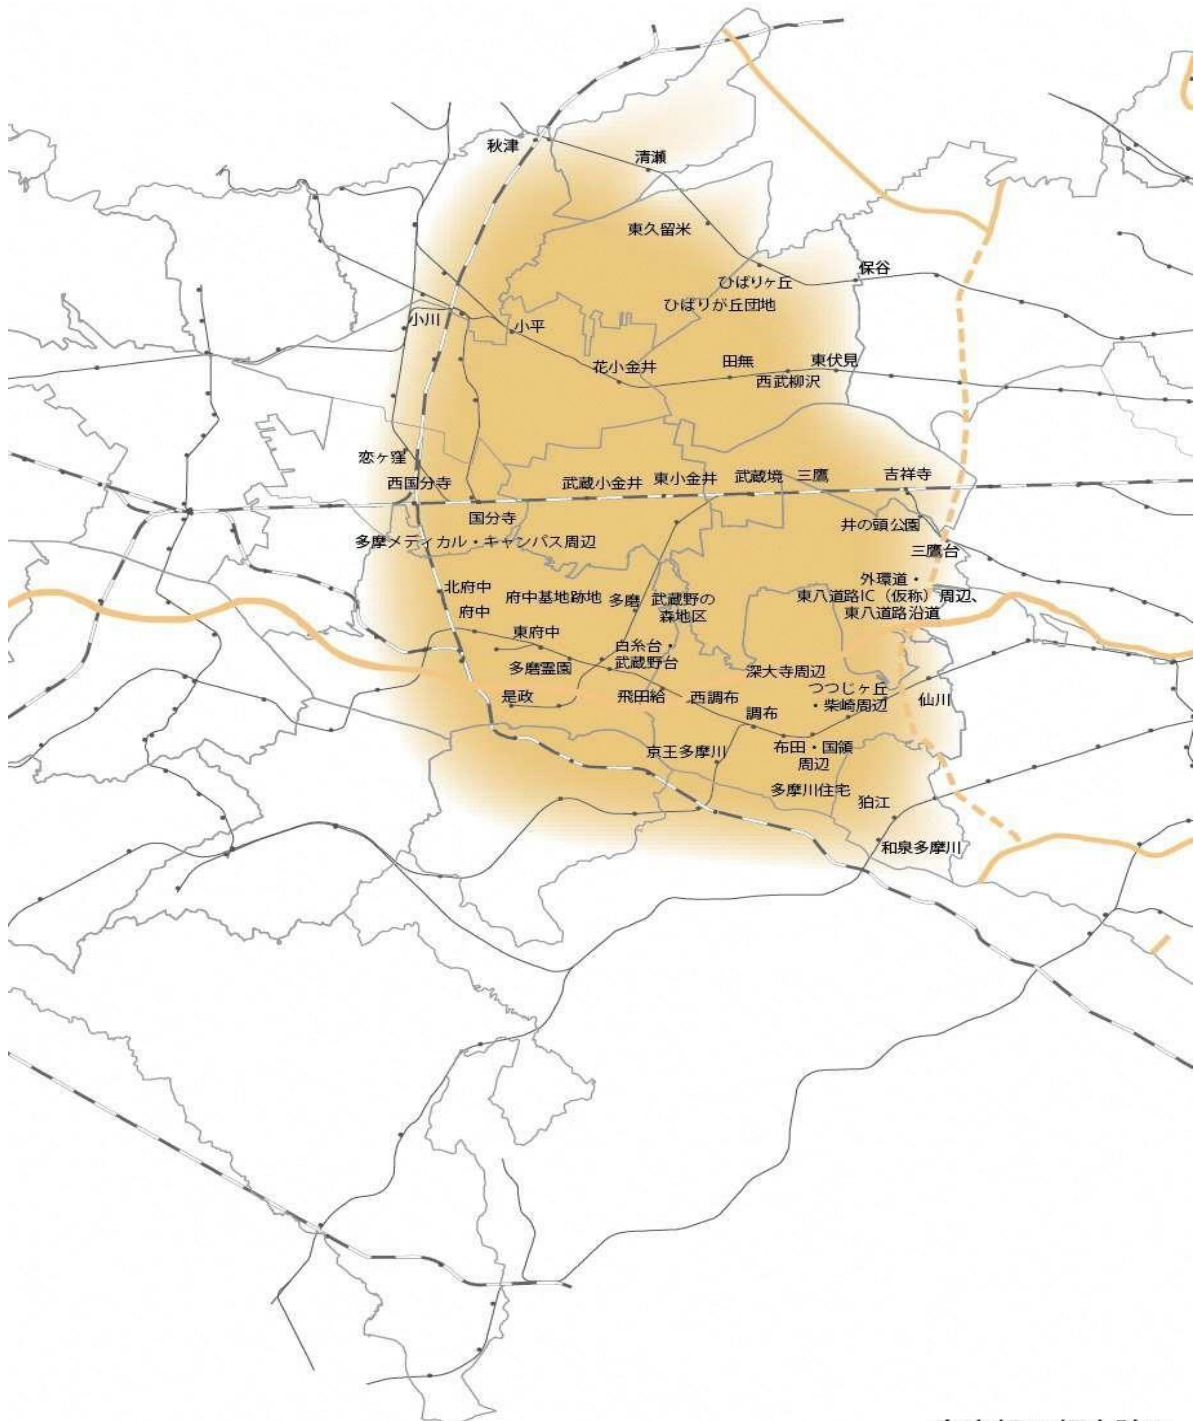 秋津
清瀬
東久留米
保谷
ひばりヶ丘
ひばりが丘団地
小川
小平
花小金井
田無
東伏見
西武柳沢
恋ヶ窪
西国分寺
武蔵小金井
東小金井
武蔵境
三鷹
吉祥寺
国分寺
井の頭公園
多摩メディカル・キャンパス周辺
三鷹台
外環道・
東八道路IC（仮称）周辺、
東八道路沿道
北府中
府中基地跡地
多磨
武蔵野の
森地区
府中
東府中
白糸台・
武蔵野台
多磨霊園
深大寺周辺
是政
飛田給
西調布
つつじヶ丘
・柴崎周辺
仙川
調布
京王多摩川
布田・国領
周辺
多摩川住宅
狛江
和泉多摩川